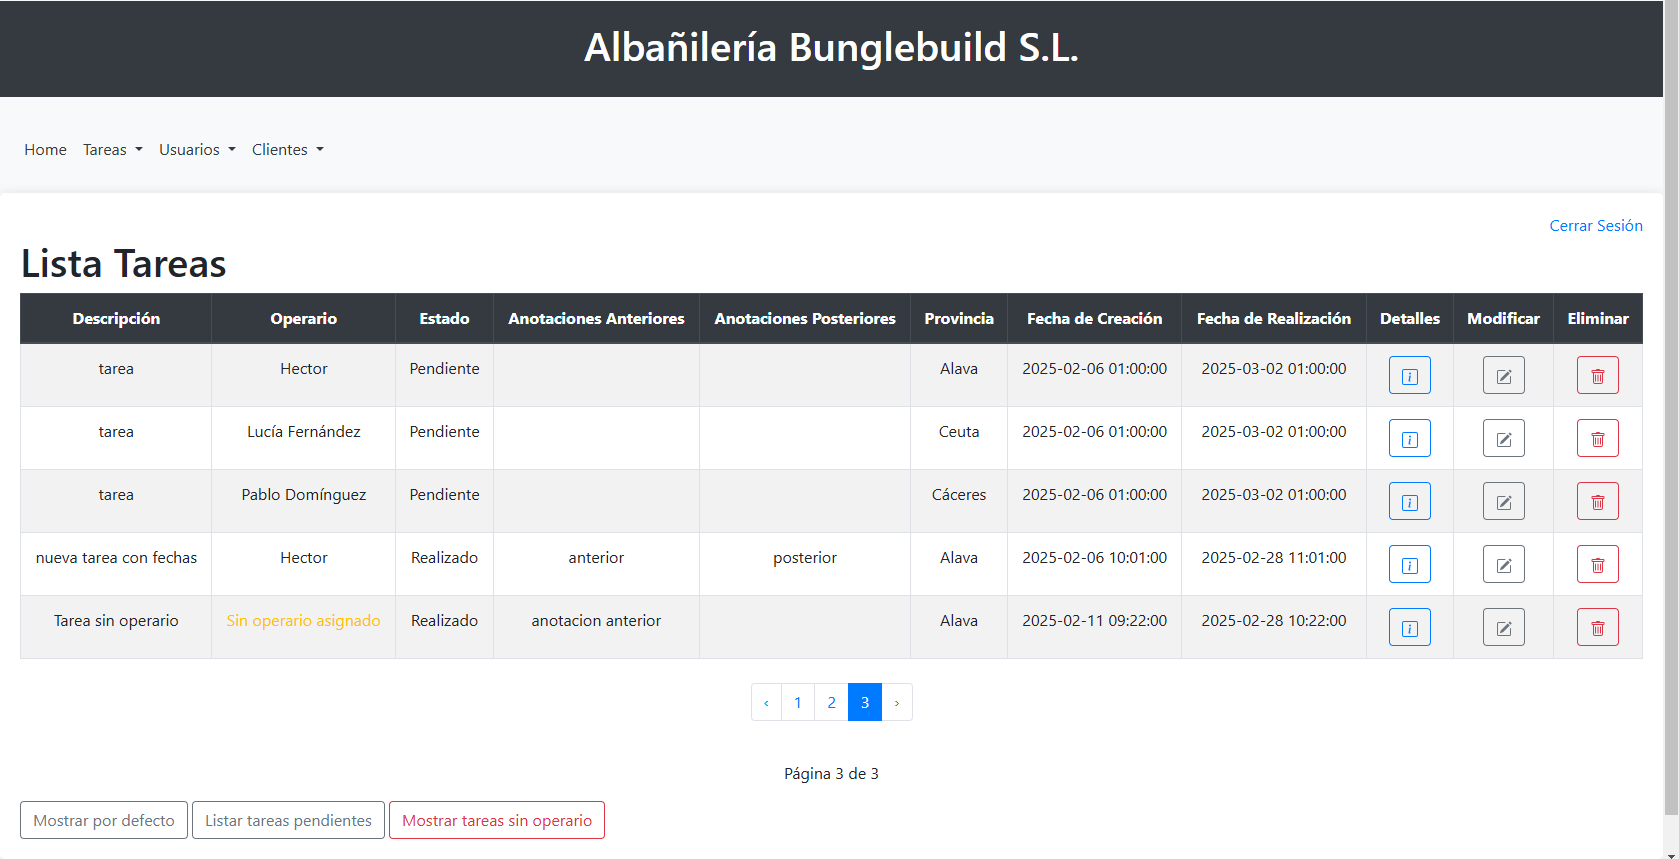 Albañilería Bunglebuild S.L.
Home Tareas Usuarios Clientes
Cerrar Sesión
Lista Tareas
Descripción Operario Estado Anotaciones Anteriores Anotaciones Posteriores Provincia Fecha de Creación Fecha de Realización Detalles Modificar Eliminar
tarea Hector Pendiente Alava 2025-02-06 01:00:00 2025-03-02 01:00:00
tarea Lucía Fernández Pendiente Ceuta 2025-02-06 01:00:00 2025-03-02 01:00:00
tarea Pablo Domínguez Pendiente Cáceres 2025-02-06 01:00:00 2025-03-02 01:00:00
nueva tarea con fechas Hector Realizado anterior posterior Alava 2025-02-06 10:01:00 2025-02-28 11:01:00
Tarea sin operario Sin operario asignado Realizado anotacion anterior Alava 2025-02-11 09:22:00 2025-02-28 10:22:00
‹ 1 2 3 ›
Página 3 de 3
Mostrar por defecto Listar tareas pendientes Mostrar tareas sin operario